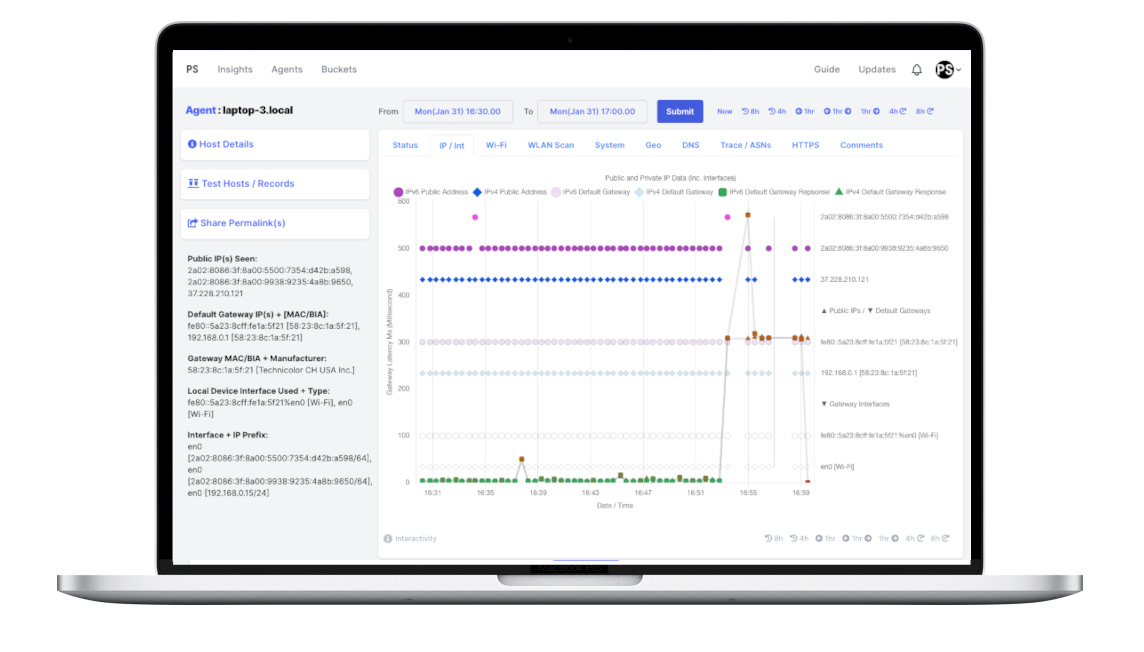 PS Insights Agents Buckets Guide Updates PS
Agent : laptop-3.local
From Mon(Jan 31) 16:30.00 To Mon(Jan 31) 17:00.00 Submit Now 8h 4h 1hr 1hr 1hr 4h 8h
Host Details
Test Hosts / Records
Share Permalink(s)
Public IP(s) Seen:
2a02:8086:3f:8a00:5500:7354:d42b:a598,
2a02:8086:3f:8a00:9938:9235:4a8b:9650,
37.228.210.121
Default Gateway IP(s) + [MAC/BIA]:
fe80::5a23:8cff:fe1a:5f21 [58:23:8c:1a:5f:21],
192.168.0.1 [58:23:8c:1a:5f:21]
Gateway MAC/BIA + Manufacturer:
58:23:8c:1a:5f:21 [Technicolor CH USA Inc.]
Local Device Interface Used + Type:
fe80::5a23:8cff:fe1a:5f21%en0 [Wi-Fi], en0
[Wi-Fi]
Interface + IP Prefix:
en0
[2a02:8086:3f:8a00:5500:7354:d42b:a598/64],
en0
[2a02:8086:3f:8a00:9938:9235:4a8b:9650/64],
en0 [192.168.0.15/24]
Status IP / Int Wi-Fi WLAN Scan System Geo DNS Trace / ASNs HTTPS Comments
Public and Private IP Data (Inc. Interfaces)
IPv6 Public Address IPv4 Public Address IPv6 Default Gateway IPv4 Default Gateway IPv6 Default Gateway Repsonse IPv4 Default Gateway Response
Gateway Latency Ms (Millisecond)
600
500
400
300
200
100
0
2a02:8086:3f:8a00:5500:7354:d42b:a598
2a02:8086:3f:8a00:9938:9235:4a8b:9650
37.228.210.121
▲ Public IPs / ▼ Default Gateways
fe80::5a23:8cff:fe1a:5f21 [58:23:8c:1a:5f:21]
192.168.0.1 [58:23:8c:1a:5f:21]
▼ Gateway Interfaces
fe80::5a23:8cff:fe1a:5f21%en0 [Wi-Fi]
en0 [Wi-Fi]
16:31 16:35 16:39 16:43 16:47 16:51 16:55 16:59
Date / Time
Interactivity 8h 4h 1hr 1hr 1hr 4h 8h
MacBook Pro